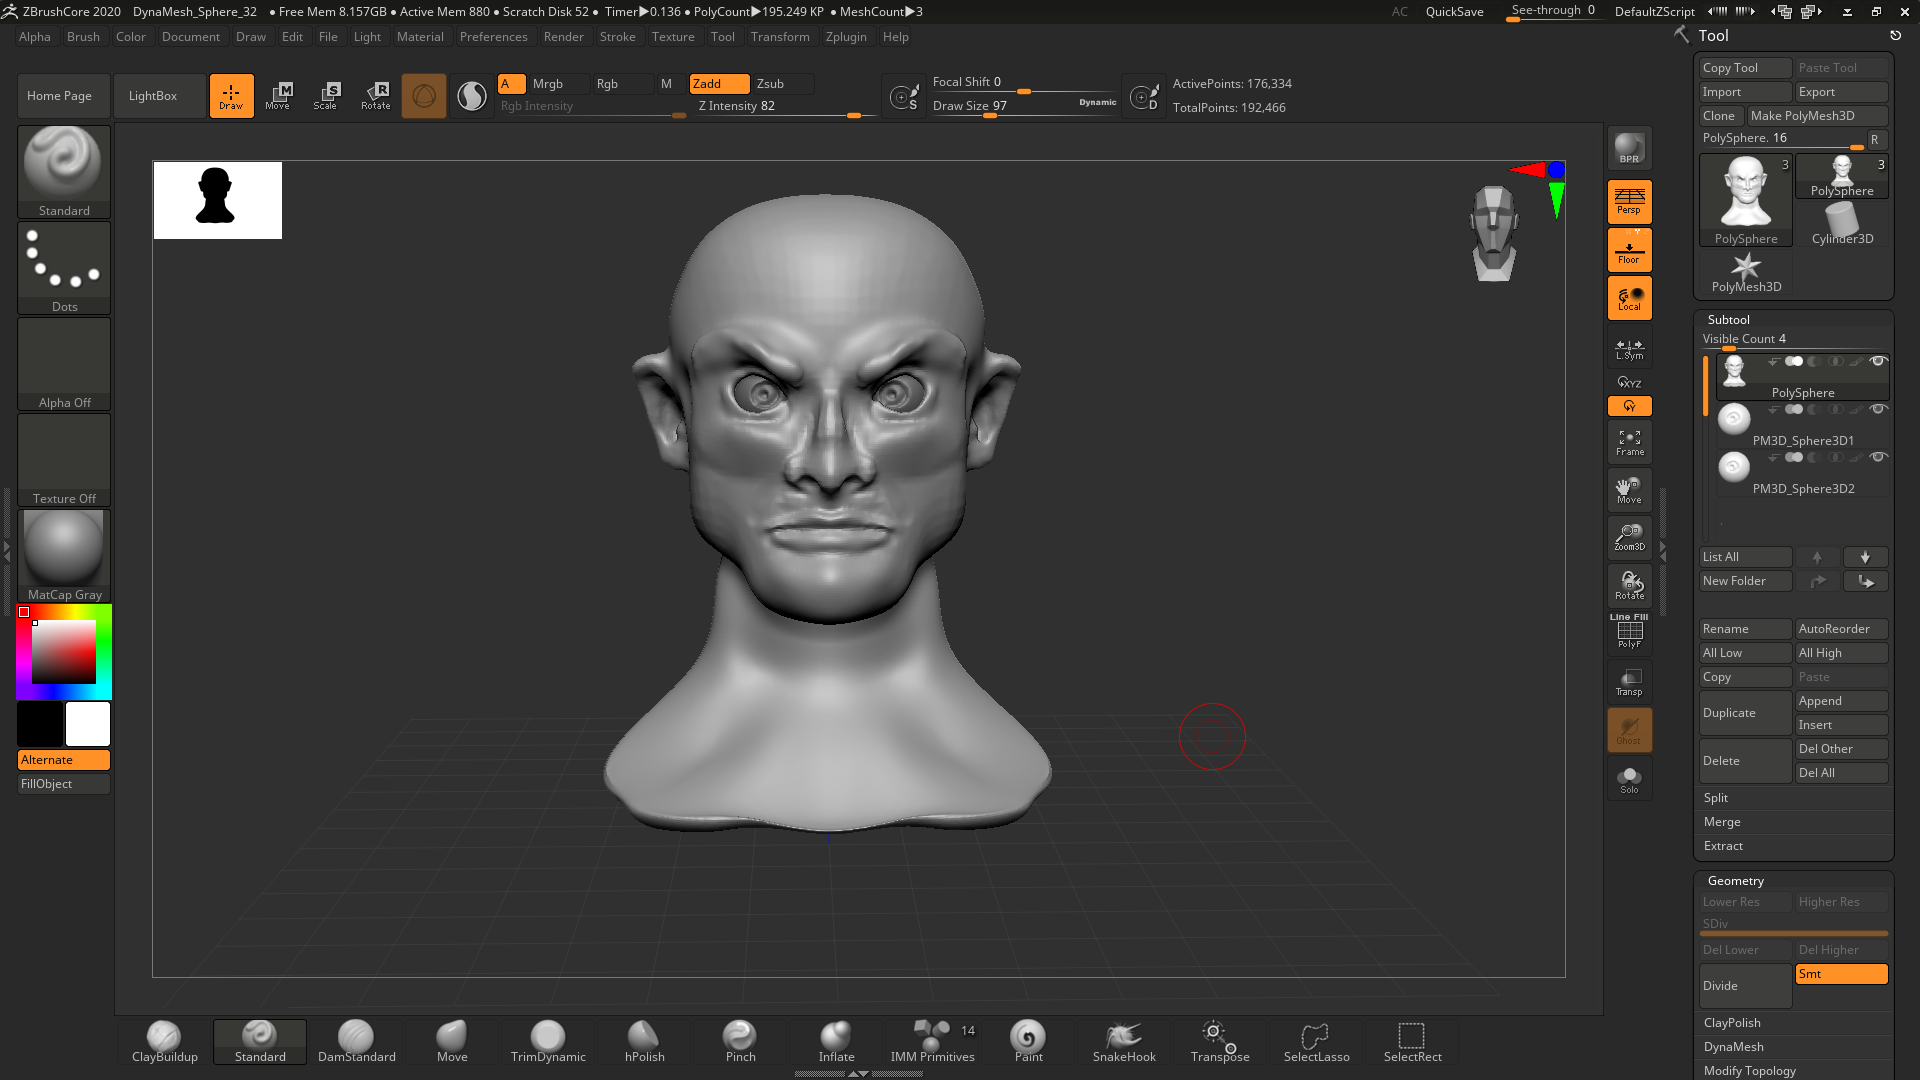 ZBrushCore 2020 DynaMesh_Sphere_32 ● Free Mem 8.157GB ● Active Mem 880 ● Scratch Disk 52 ● Timer▶0.136 ● PolyCount▶195.249 KP ● MeshCount▶3 AC QuickSave See-through 0 DefaultZScript
Alpha Brush Color Document Draw Edit File Light Material Preferences Render Stroke Texture Tool Transform Zplugin Help
Home Page
LightBox
Draw
Move
M
Scale
S
Rotate
R
A Mrgb Rgb M Zadd Zsub
Rgb Intensity Z Intensity 82
S
Focal Shift 0
Draw Size 97 Dynamic
D
ActivePoints: 176,334
TotalPoints: 192,466
Standard
Dots
Alpha Off
Texture Off
MatCap Gray
Alternate
FillObject
BPR
Persp
Floor
Local
L.Sym
XYZ
Y
Frame
Move
Zoom3D
Rotate
Line Fill
PolyF
Transp
Ghost
Solo
Tool
Copy Tool Paste Tool
Import Export
Clone Make PolyMesh3D
PolySphere. 16 R
3
PolySphere
3
PolySphere
Cylinder3D
PolyMesh3D
Subtool
Visible Count 4
PolySphere
PM3D_Sphere3D1
PM3D_Sphere3D2
List All
New Folder
Rename AutoReorder
All Low All High
Copy Paste
Duplicate Append
Insert
Delete Del Other
Del All
Split
Merge
Extract
Geometry
Lower Res Higher Res
SDiv
Del Lower Del Higher
Divide Smt
ClayPolish
DynaMesh
Modify Topology
ClayBuildup Standard DamStandard Move TrimDynamic hPolish Pinch Inflate IMM Primitives 14 Paint SnakeHook Transpose SelectLasso SelectRect